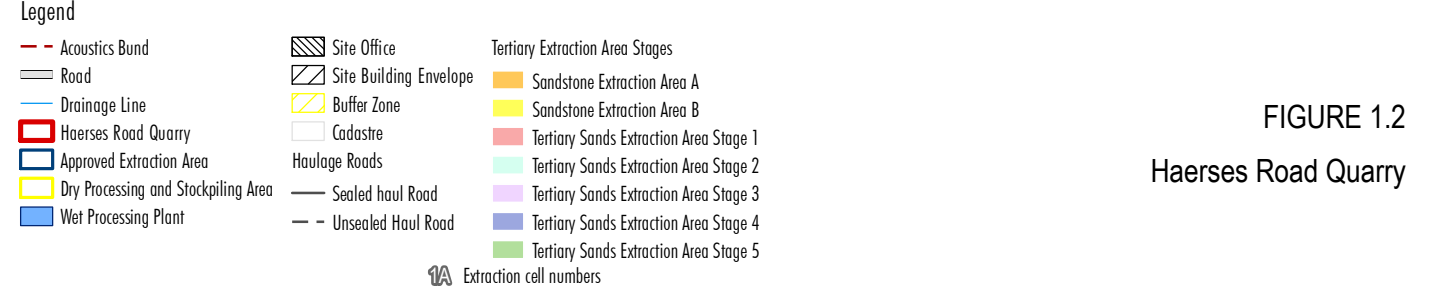 Legend
Acoustics Bund
Road
Drainage Line
Haerses Road Quarry
Approved Extraction Area
Dry Processing and Stockpiling Area
Wet Processing Plant
Site Office
Site Building Envelope
Buffer Zone
Cadastre
Haulage Roads
Sealed haul Road
Unsealed Haul Road
Tertiary Extraction Area Stages
Sandstone Extraction Area A
Sandstone Extraction Area B
Tertiary Sands Extraction Area Stage 1
Tertiary Sands Extraction Area Stage 2
Tertiary Sands Extraction Area Stage 3
Tertiary Sands Extraction Area Stage 4
Tertiary Sands Extraction Area Stage 5
1A Extraction cell numbers
FIGURE 1.2
Haerses Road Quarry